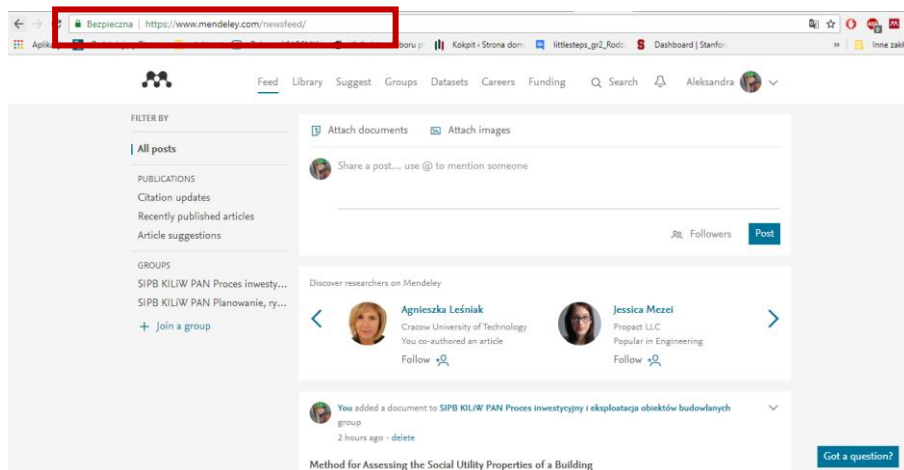 Bezpieczna | https://www.mendeley.com/newsfeed/
Kokpit ‹ Strona dom littlesteps_gr2_Rodz Dashboard | Stanfor » Inne zakł
Feed Library Suggest Groups Datasets Careers Funding Search Aleksandra
FILTER BY
All posts
PUBLICATIONS
Citation updates
Recently published articles
Article suggestions
GROUPS
SIPB KILiW PAN Proces inwesty...
SIPB KILiW PAN Planowanie, ry...
+ Join a group
Attach documents Attach images
Share a post... use @ to mention someone
Followers Post
Discover researchers on Mendeley
Agnieszka Leśniak
Cracow University of Technology
You co-authored an article
Follow
Jessica Mezei
Propact LLC
Popular in Engineering
Follow
You added a document to SIPB KILiW PAN Proces inwestycyjny i eksploatacja obiektów budowlanych
group
2 hours ago - delete
Method for Assessing the Social Utility Properties of a Building
Got a question?